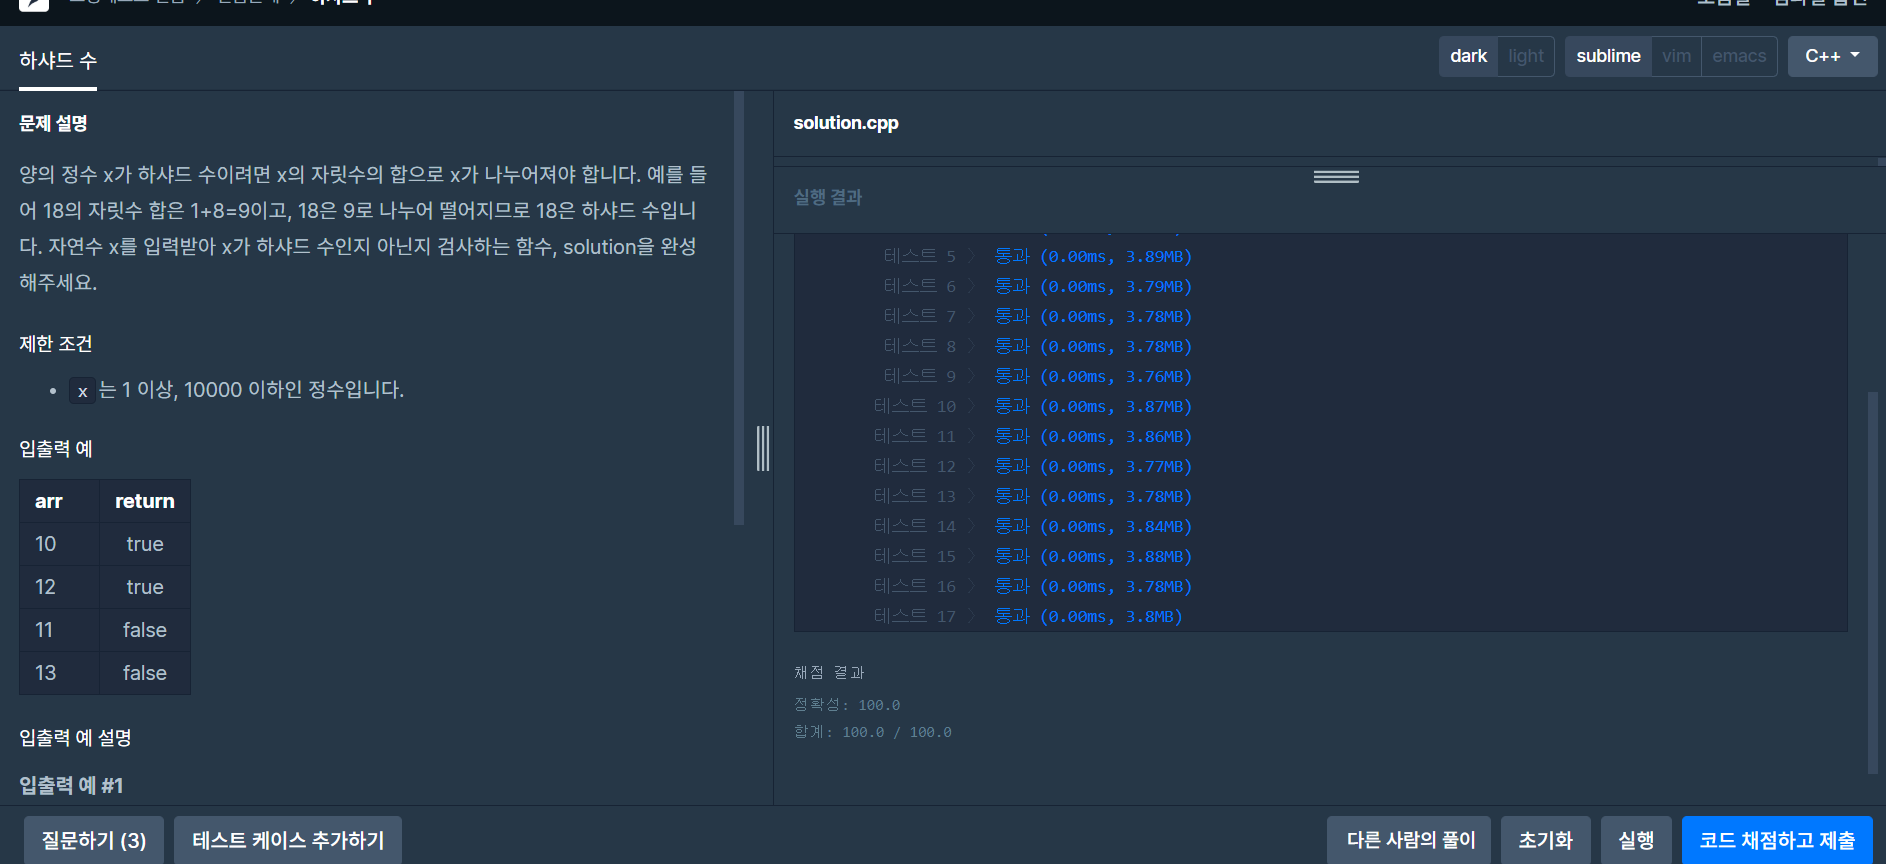 하샤드 수
dark light sublime vim emacs C++
문제 설명
양의 정수 x가 하샤드 수이려면 x의 자릿수의 합으로 x가 나누어져야 합니다. 예를 들
어 18의 자릿수 합은 1+8=9이고, 18은 9로 나누어 떨어지므로 18은 하샤드 수입니
다. 자연수 x를 입력받아 x가 하샤드 수인지 아닌지 검사하는 함수, solution을 완성
해주세요.
제한 조건
• x 는 1 이상, 10000 이하인 정수입니다.
입출력 예
arr return
10 true
12 true
11 false
13 false
입출력 예 설명
입출력 예 #1
solution.cpp
실행 결과
테스트 5 〉 통과 (0.00ms, 3.89MB)
테스트 6 〉 통과 (0.00ms, 3.79MB)
테스트 7 〉 통과 (0.00ms, 3.78MB)
테스트 8 〉 통과 (0.00ms, 3.78MB)
테스트 9 〉 통과 (0.00ms, 3.76MB)
테스트 10 〉 통과 (0.00ms, 3.87MB)
테스트 11 〉 통과 (0.00ms, 3.86MB)
테스트 12 〉 통과 (0.00ms, 3.77MB)
테스트 13 〉 통과 (0.00ms, 3.78MB)
테스트 14 〉 통과 (0.00ms, 3.84MB)
테스트 15 〉 통과 (0.00ms, 3.88MB)
테스트 16 〉 통과 (0.00ms, 3.78MB)
테스트 17 〉 통과 (0.00ms, 3.8MB)
채점 결과
정확성: 100.0
합계: 100.0 / 100.0
질문하기 (3) 테스트 케이스 추가하기 다른 사람의 풀이 초기화 실행 코드 채점하고 제출